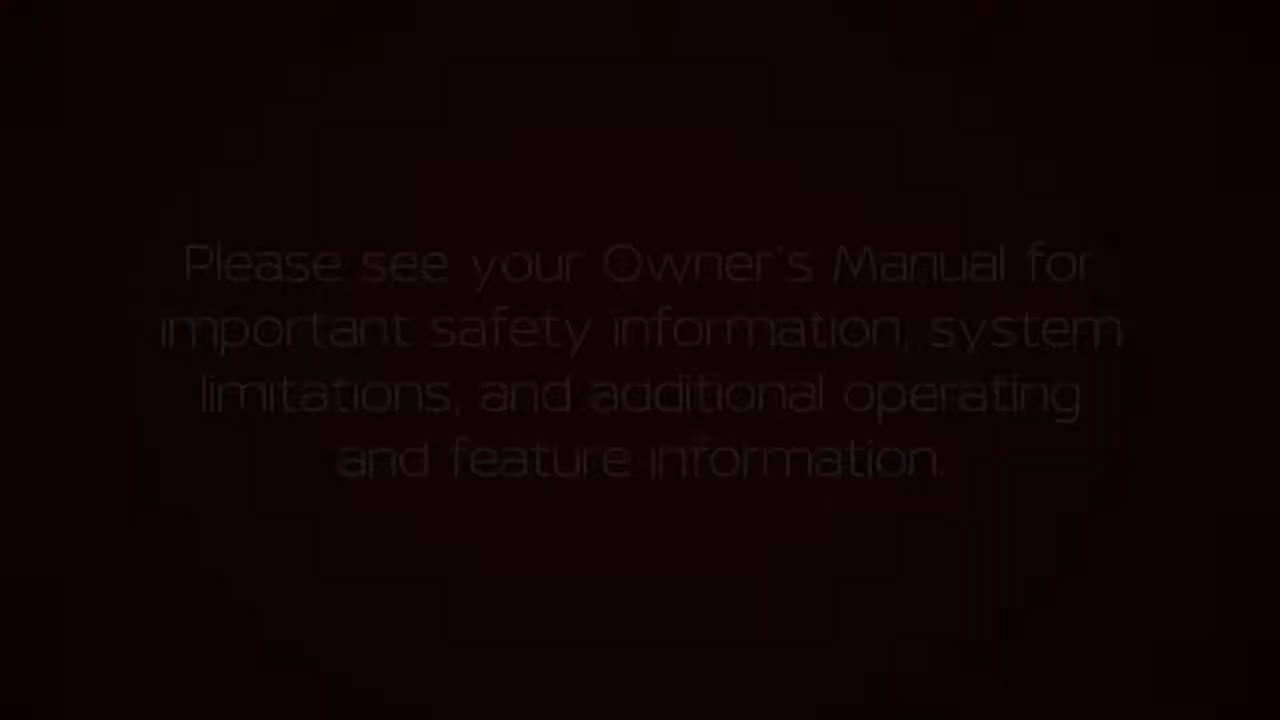 Please see your Owner's Manual for
important safety information, system
limitations, and additional operating
and feature information.